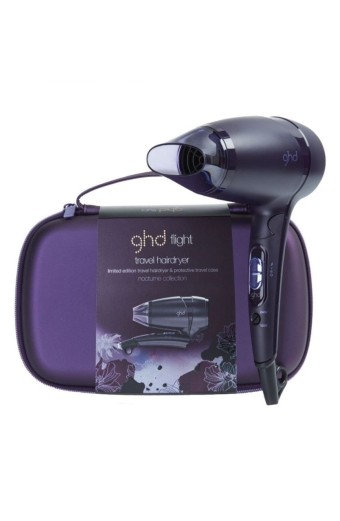 ghd
ghd flight
travel hairdryer
limited edition travel hairdryer & protective travel case
nocturne collection